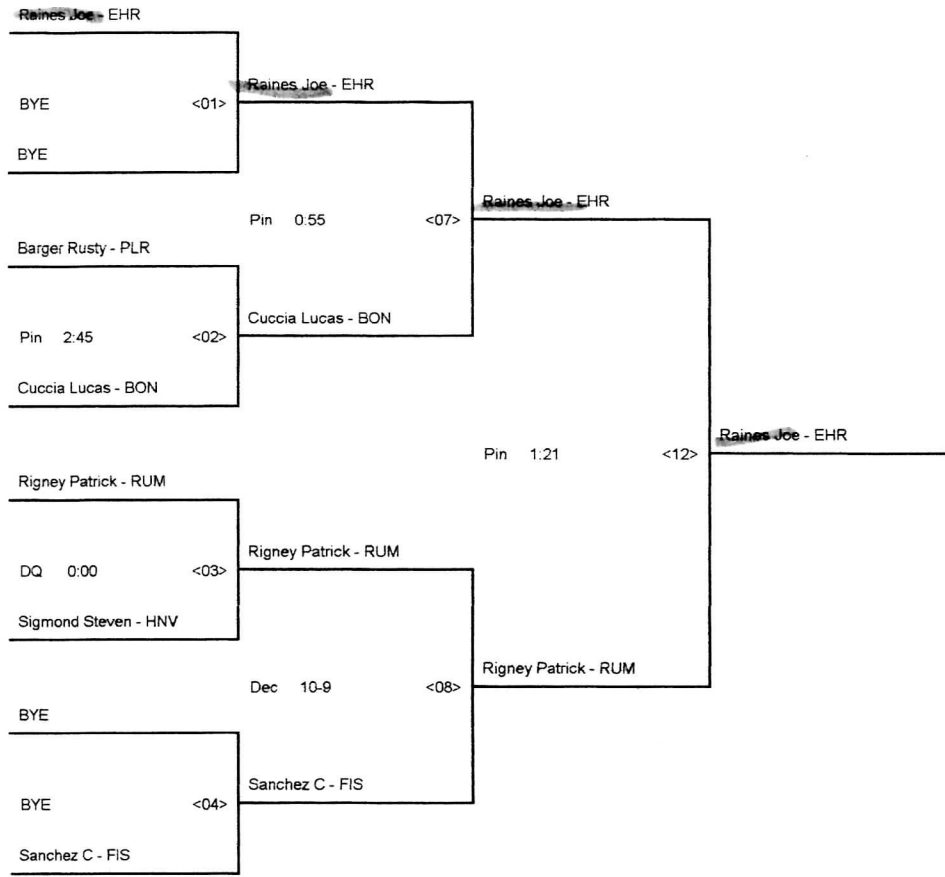 Raines Joe - EHR
Raines Joe - EHR
BYE <01>
BYE
Raines Joe - EHR
Pin 0:55 <07>
Barger Rusty - PLR
Cuccia Lucas - BON
Pin 2:45 <02>
Cuccia Lucas - BON
Raines Joe - EHR
Pin 1:21 <12>
Rigney Patrick - RUM
Rigney Patrick - RUM
DQ 0:00 <03>
Sigmond Steven - HNV
Rigney Patrick - RUM
Dec 10-9 <08>
BYE
Sanchez C - FIS
BYE <04>
Sanchez C - FIS